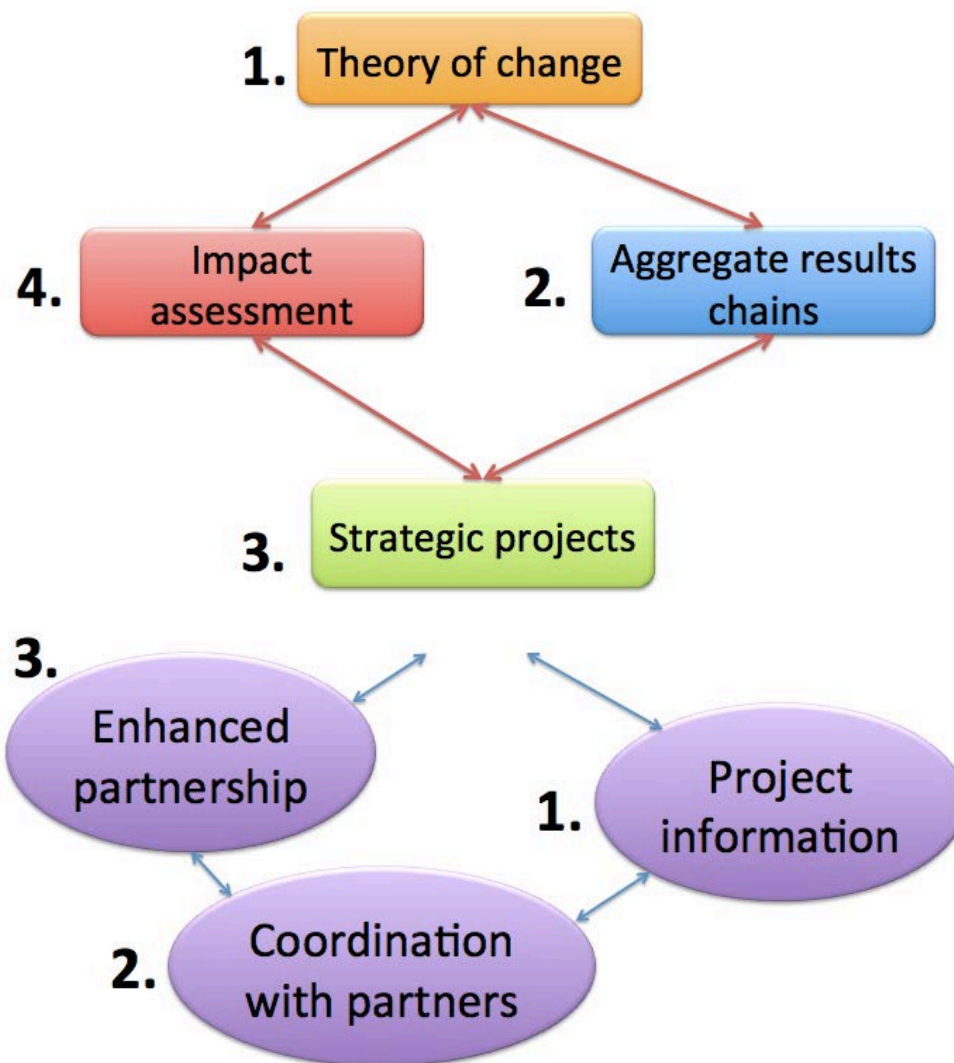 1. Theory of change
4. Impact
assessment
2. Aggregate results
chains
3. Strategic projects
3. Enhanced
partnership
1. Project
information
2. Coordination
with partners